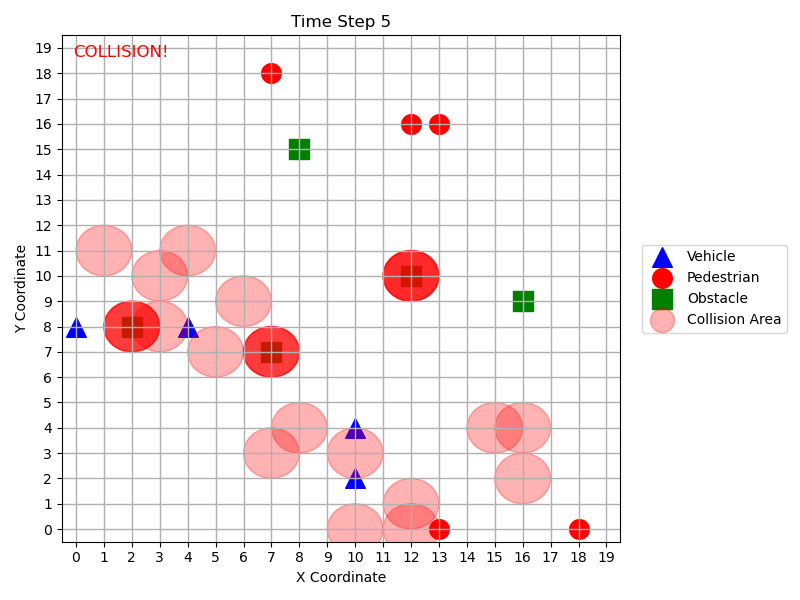 Time Step 5
COLLISION!
19
18
17
16
15
14
13
12
11
10
9
8
7
6
5
4
3
2
1
0
Y Coordinate
0 1 2 3 4 5 6 7 8 9 10 11 12 13 14 15 16 17 18 19
X Coordinate
Vehicle
Pedestrian
Obstacle
Collision Area